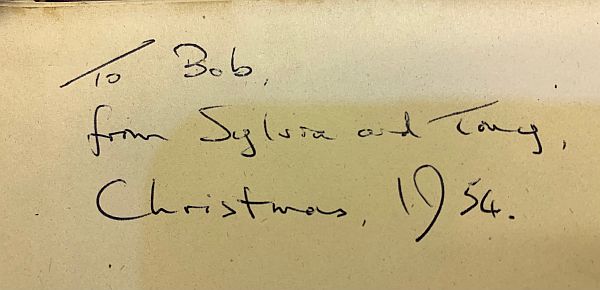 To Bob,
from Sylvia and Tony,
Christmas, 1954.